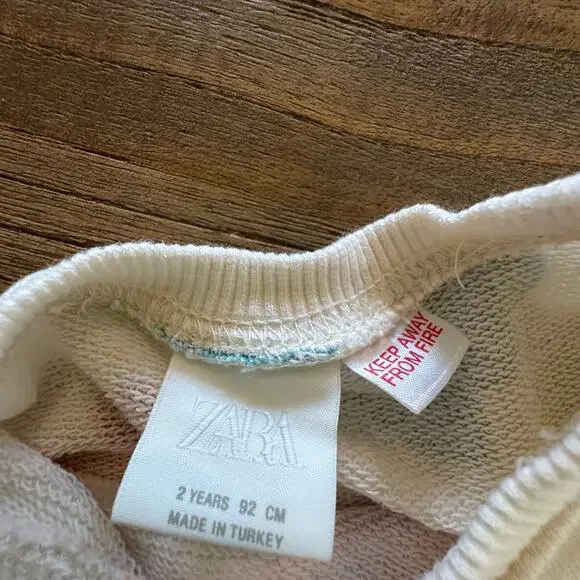 ZARA
2 YEARS 92 CM
MADE IN TURKEY
KEEP AWAY
FROM FIRE